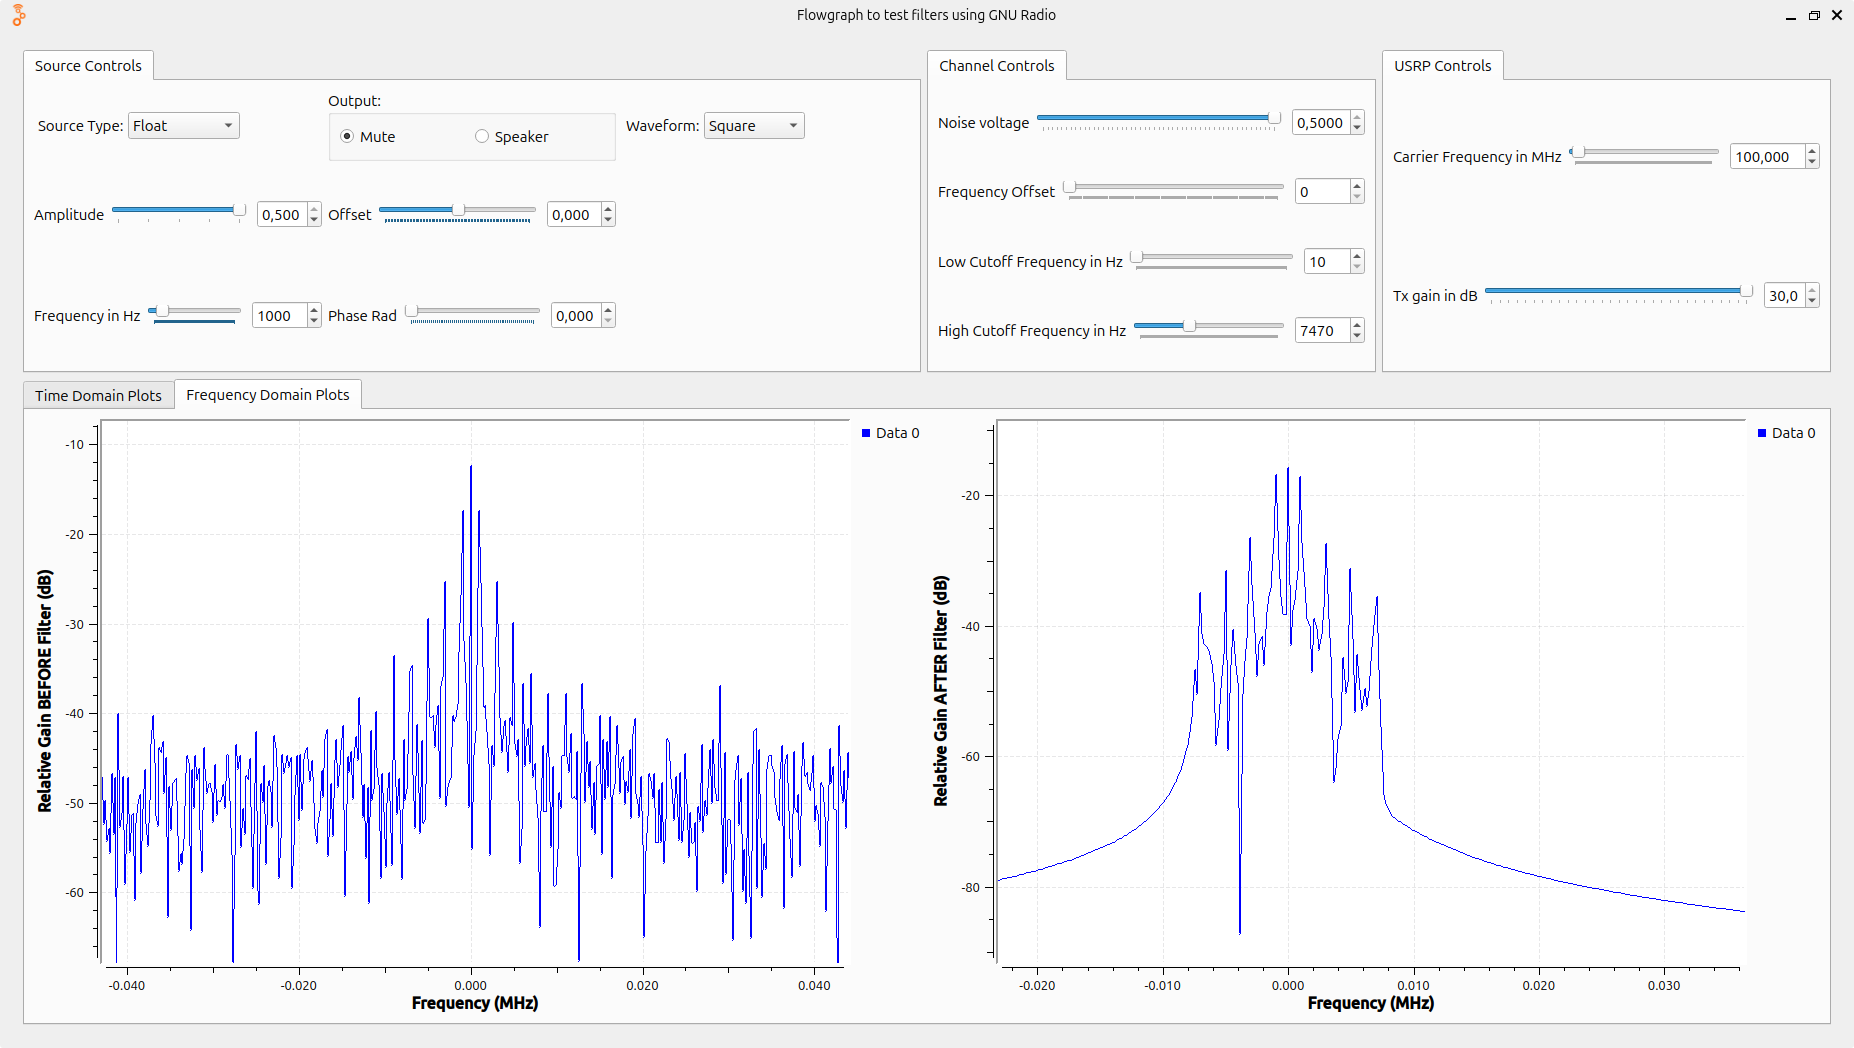 Flowgraph to test filters using GNU Radio
Source Controls
Output:
Source Type: Float
Mute
Speaker
Waveform: Square
Amplitude 0,500
Offset 0,000
Frequency in Hz 1000
Phase Rad 0,000
Channel Controls
Noise voltage 0,5000
Frequency Offset 0
Low Cutoff Frequency in Hz 10
High Cutoff Frequency in Hz 7470
USRP Controls
Carrier Frequency in MHz 100,000
Tx gain in dB 30,0
Time Domain Plots
Frequency Domain Plots
Relative Gain BEFORE Filter (dB)
-10
-20
-30
-40
-50
-60
-0.040 -0.020 0.000 0.020 0.040
Frequency (MHz)
Data 0
Relative Gain AFTER Filter (dB)
-20
-40
-60
-80
-0.020 -0.010 0.000 0.010 0.020 0.030
Frequency (MHz)
Data 0